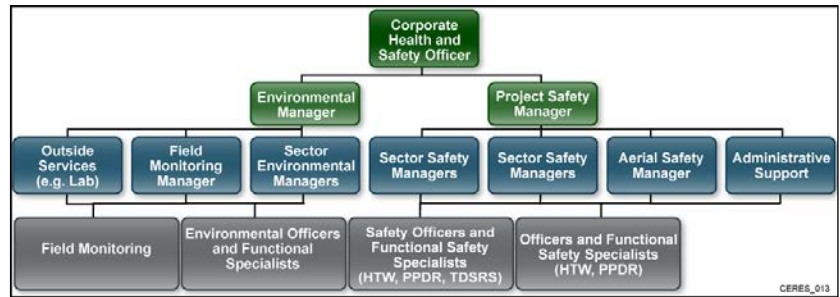 Corporate
Health and
Safety Officer
Environmental
Manager
Project Safety
Manager
Outside
Services
(e.g. Lab)
Field
Monitoring
Manager
Sector
Environmental
Managers
Sector Safety
Managers
Sector Safety
Managers
Aerial Safety
Manager
Administrative
Support
Field Monitoring
Environmental Officers
and Functional
Specialists
Safety Officers and
Functional Safety
Specialists
(HTW, PPDR, TDSRS)
Officers and Functional
Safety Specialists
(HTW, PPDR)
CERES_013